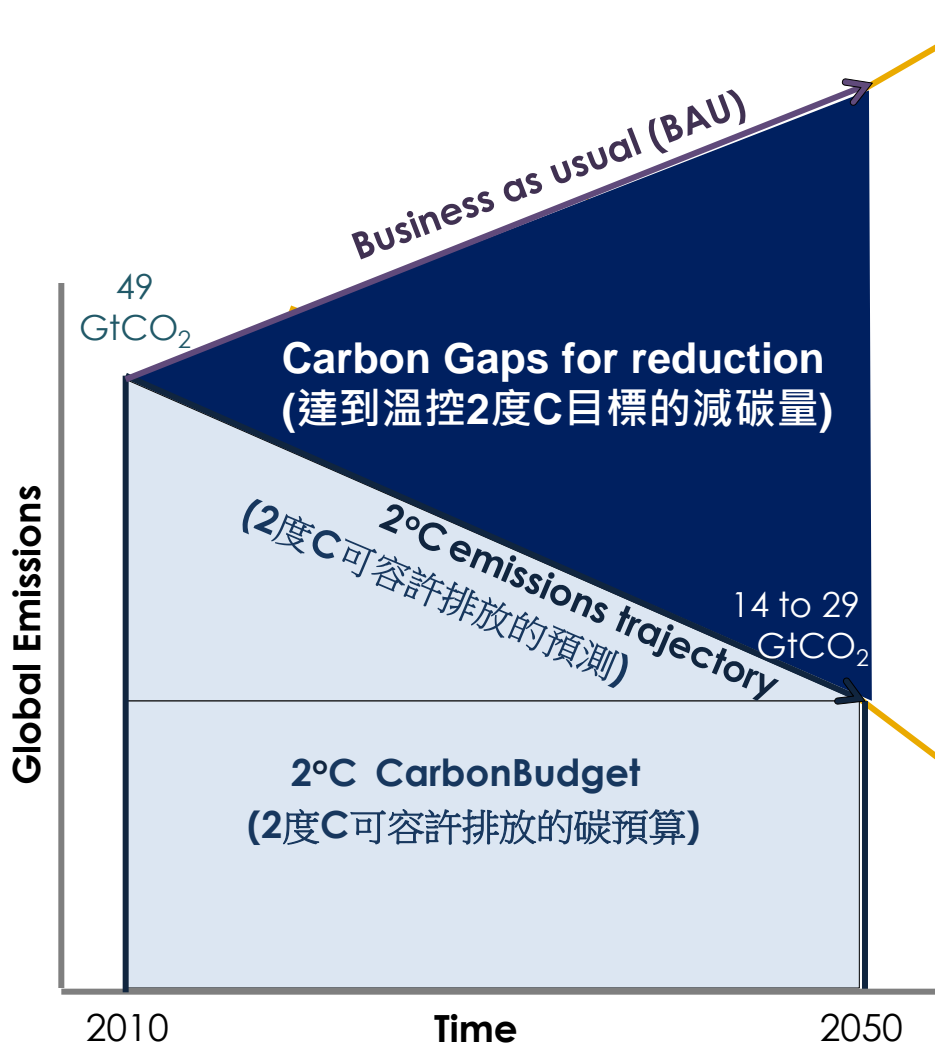 Business as usual (BAU)
49
GtCO₂
Carbon Gaps for reduction
(達到溫控2度C目標的減碳量)
2°C emissions trajectory
(2度C可容許排放的預測)
14 to 29
GtCO₂
Global Emissions
2°C CarbonBudget
(2度C可容許排放的碳預算)
2010
Time
2050